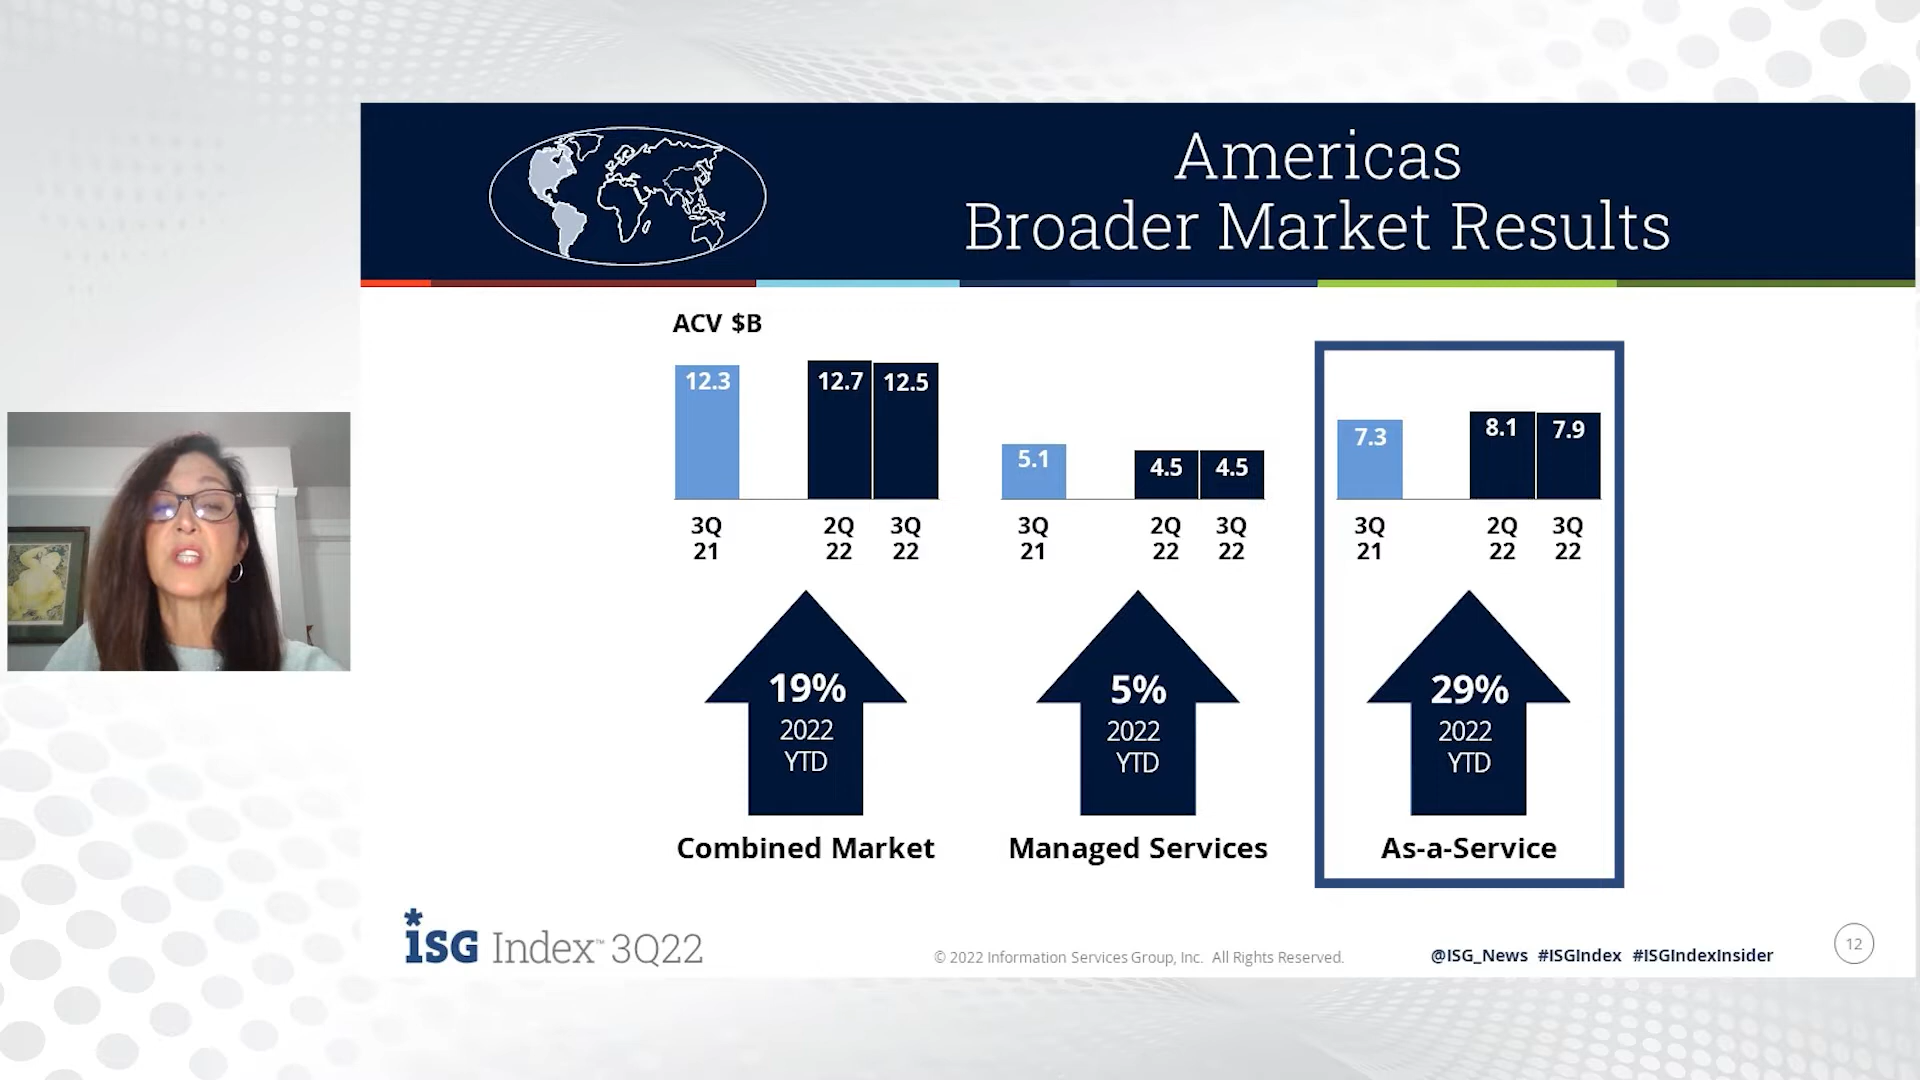 Americas
Broader Market Results
ACV $B
12.3
12.7
12.5
3Q
21
2Q
22
3Q
22
19%
2022
YTD
Combined Market
5.1
4.5
4.5
3Q
21
2Q
22
3Q
22
5%
2022
YTD
Managed Services
7.3
8.1
7.9
3Q
21
2Q
22
3Q
22
29%
2022
YTD
As-a-Service
ISG Index™ 3Q22
© 2022 Information Services Group, Inc. All Rights Reserved.
@ISG_News #ISGIndex #ISGIndexInsider
12